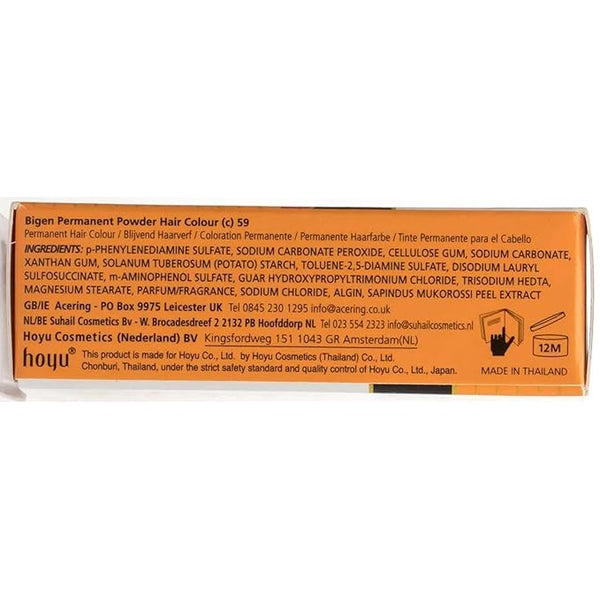 Bigen Permanent Powder Hair Colour (c) 59
Permanent Hair Colour / Blijvend Haarverf / Coloration Permanente / Permanente Haarfarbe / Tinte Permanente para el Cabello
INGREDIENTS: p-PHENYLENEDIAMINE SULFATE, SODIUM CARBONATE PEROXIDE, CELLULOSE GUM, SODIUM CARBONATE,
XANTHAN GUM, SOLANUM TUBEROSUM (POTATO) STARCH, TOLUENE-2,5-DIAMINE SULFATE, DISODIUM LAURYL
SULFOSUCCINATE, m-AMINOPHENOL SULFATE, GUAR HYDROXYPROPYLTRIMONIUM CHLORIDE, TRISODIUM HEDTA,
MAGNESIUM STEARATE, PARFUM/FRAGRANCE, SODIUM CHLORIDE, ALGIN, SAPINDUS MUKOROSSI PEEL EXTRACT
GB/IE Acering - PO Box 9975 Leicester UK Tel 0845 230 1295 info@acering.co.uk
NL/BE Suhail Cosmetics Bv - W. Brocadesdreef 2 2132 PB Hoofddorp NL Tel 023 554 2323 info@suhailcosmetics.nl
Hoyu Cosmetics (Nederland) BV Kingsfordweg 151 1043 GR Amsterdam(NL)
hoyu® This product is made for Hoyu Co., Ltd. by Hoyu Cosmetics (Thailand) Co., Ltd.
Chonburi, Thailand, under the strict safety standard and quality control of Hoyu Co., Ltd., Japan.
12M
MADE IN THAILAND